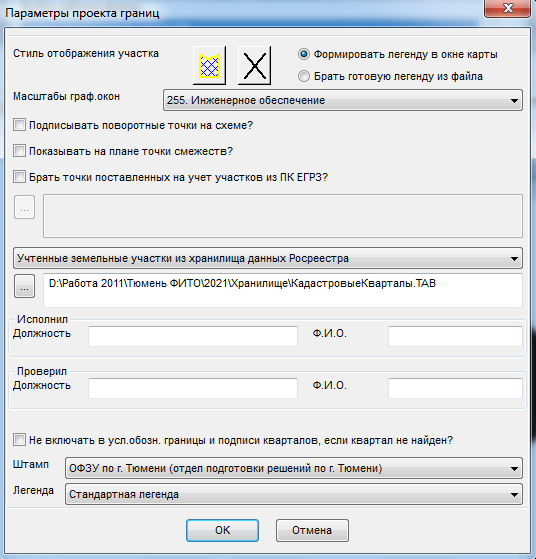 Параметры проекта границ
Стиль отображения участка
Формировать легенду в окне карты
Брать готовую легенду из файла
Масштабы граф.окон
255. Инженерное обеспечение
Подписывать поворотные точки на схеме?
Показывать на плане точки смежеств?
Брать точки поставленных на учет участков из ПК ЕГРЗ?
...
Учтенные земельные участки из хранилища данных Росреестра
...
D:\Работа 2011\Тюмень ФИТО\2021\Хранилище\КадастровыеКварталы.TAB
Исполнил
Должность
Ф.И.О.
Проверил
Должность
Ф.И.О.
Не включать в усл.обозн. границы и подписи кварталов, если квартал не найден?
Штамп
ОФЗУ по г. Тюмени (отдел подготовки решений по г. Тюмени)
Легенда
Стандартная легенда
OK
Отмена